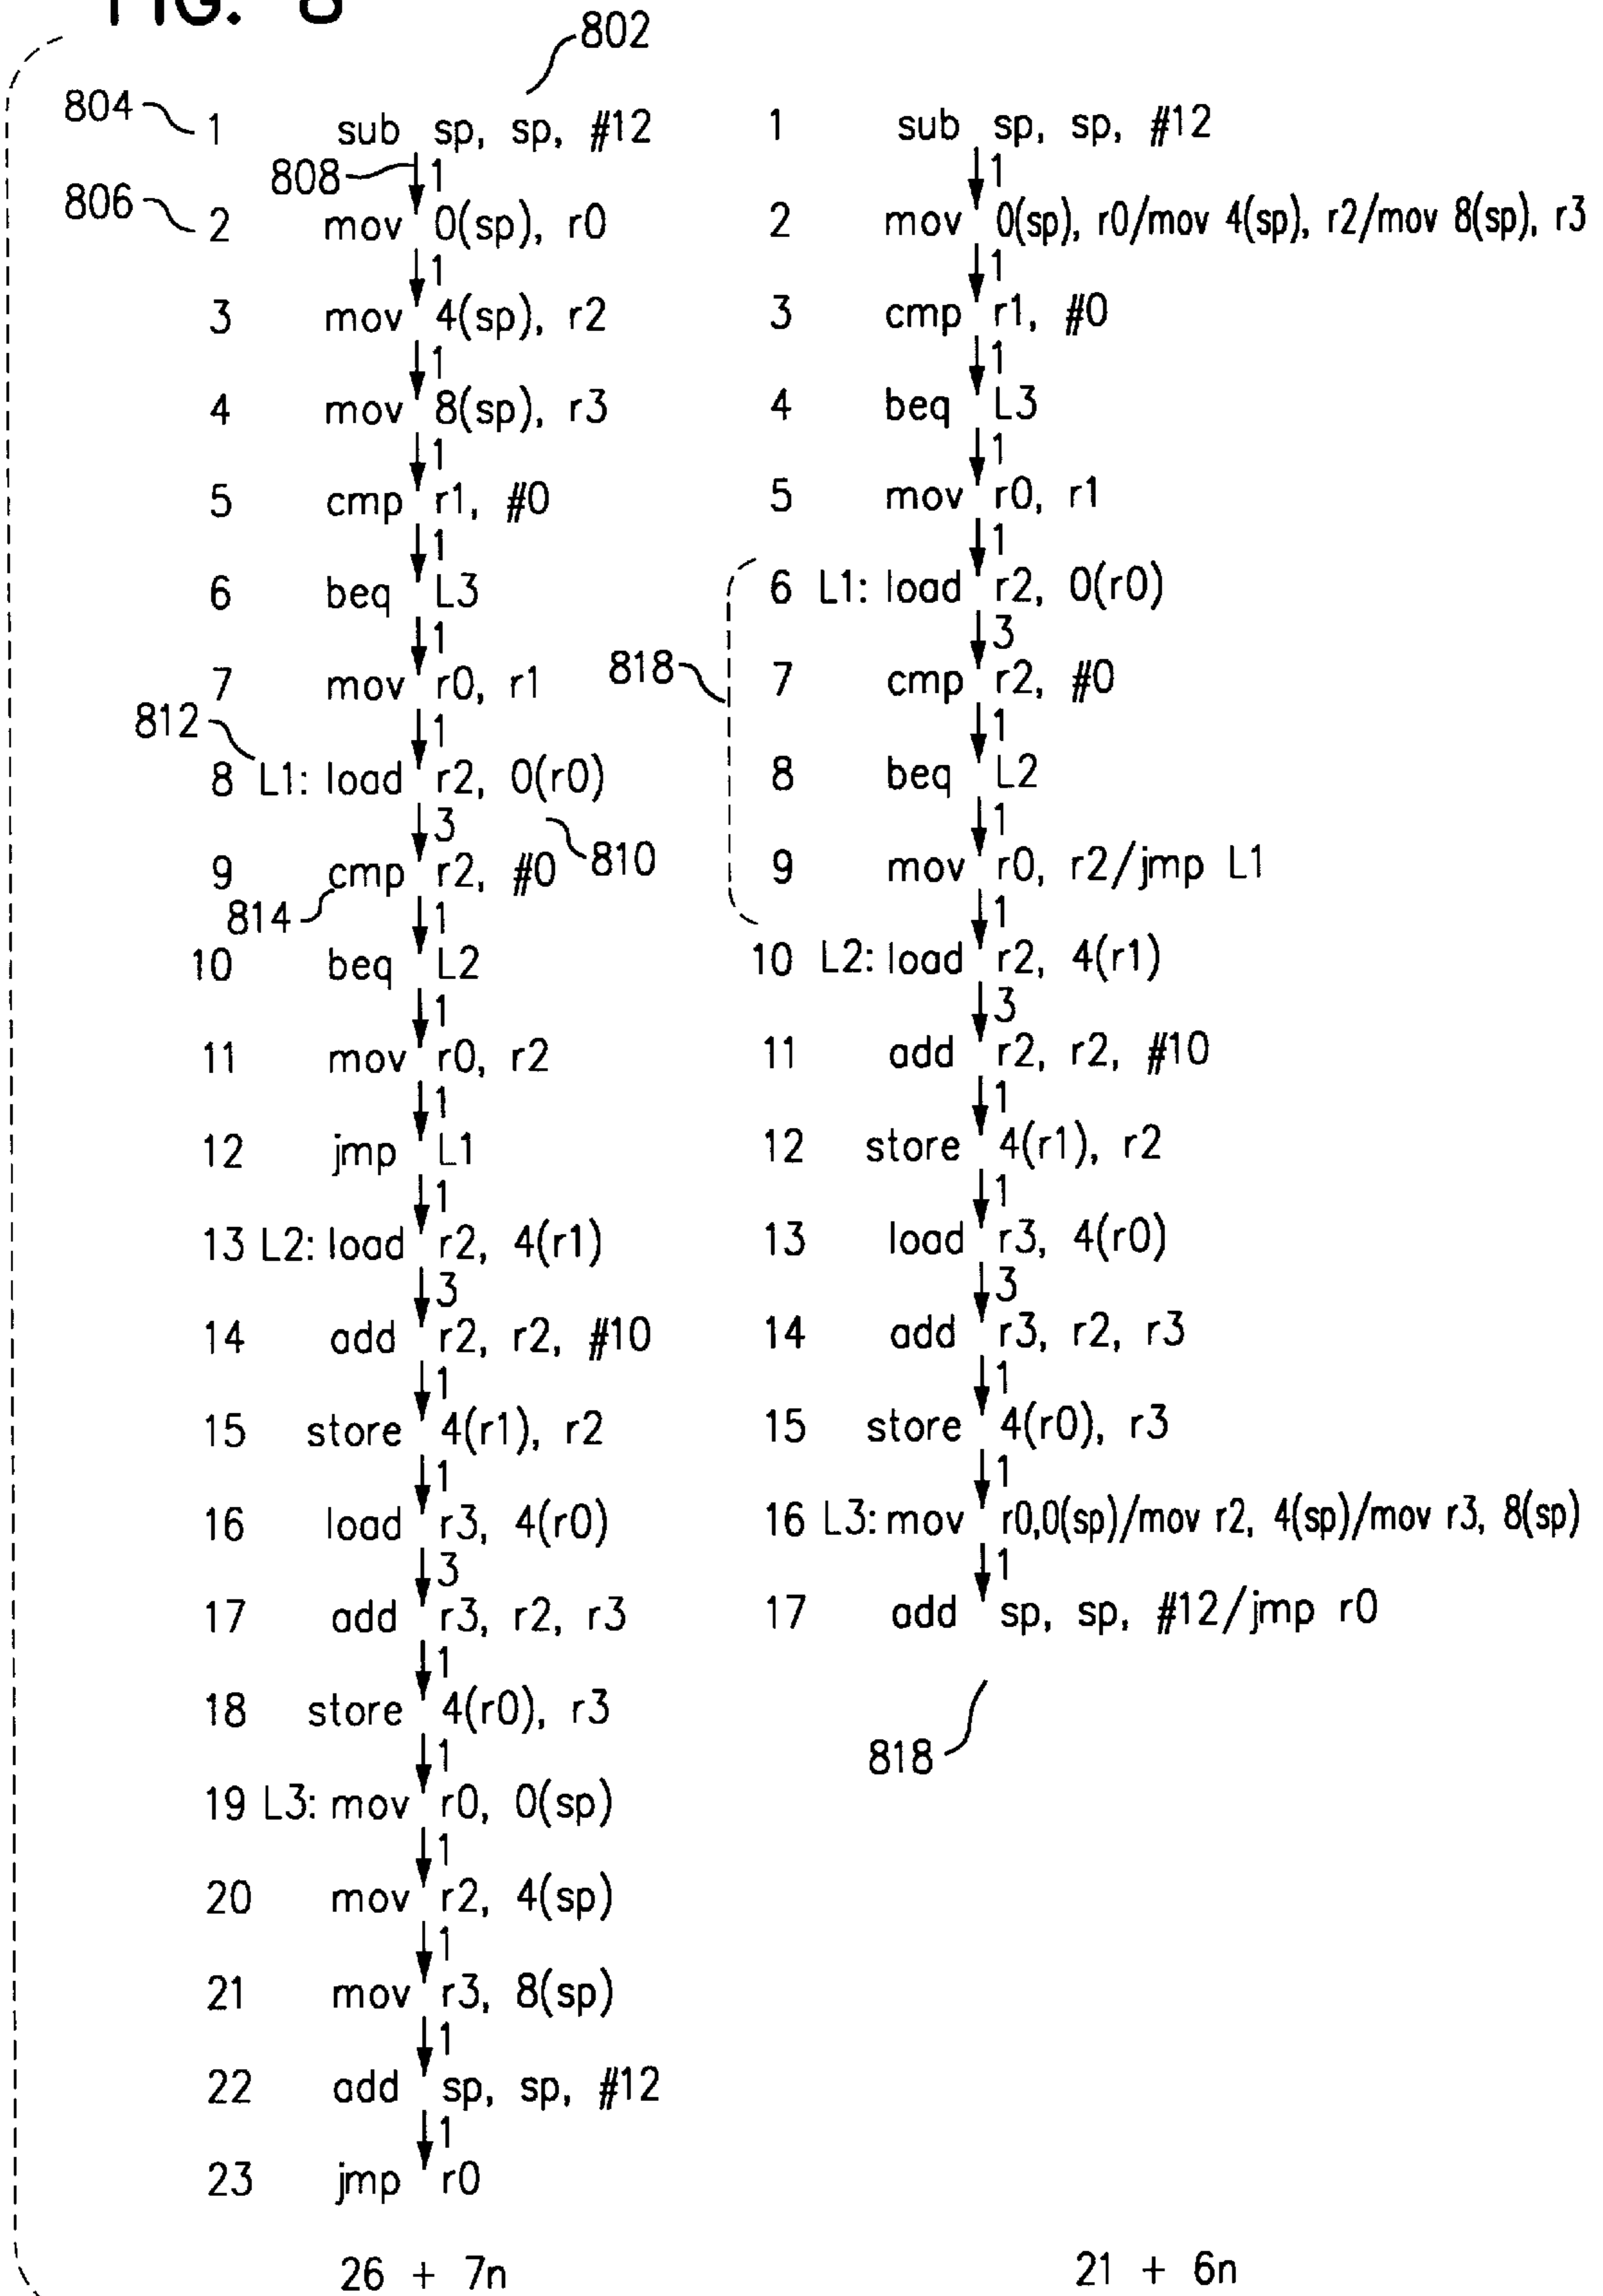 FIG. 8
802
804
1 sub sp, sp, #12
808
1
806
2 mov 0(sp), r0
1
3 mov 4(sp), r2
1
4 mov 8(sp), r3
1
5 cmp r1, #0
1
6 beq L3
1
7 mov r0, r1
812
1
8 L1: load r2, 0(r0)
3
810
9 cmp r2, #0
814
1
10 beq L2
1
11 mov r0, r2
1
12 jmp L1
1
13 L2: load r2, 4(r1)
3
14 add r2, r2, #10
1
15 store 4(r1), r2
1
16 load r3, 4(r0)
3
17 add r3, r2, r3
1
18 store 4(r0), r3
1
19 L3: mov r0, 0(sp)
1
20 mov r2, 4(sp)
1
21 mov r3, 8(sp)
1
22 add sp, sp, #12
1
23 jmp r0
26 + 7n
1 sub sp, sp, #12
1
2 mov 0(sp), r0/mov 4(sp), r2/mov 8(sp), r3
1
3 cmp r1, #0
1
4 beq L3
1
5 mov r0, r1
1
6 L1: load r2, 0(r0)
3
818
7 cmp r2, #0
1
8 beq L2
1
9 mov r0, r2/jmp L1
1
10 L2: load r2, 4(r1)
3
11 add r2, r2, #10
1
12 store 4(r1), r2
1
13 load r3, 4(r0)
3
14 add r3, r2, r3
1
15 store 4(r0), r3
1
16 L3: mov r0,0(sp)/mov r2, 4(sp)/mov r3, 8(sp)
1
17 add sp, sp, #12/jmp r0
818
21 + 6n